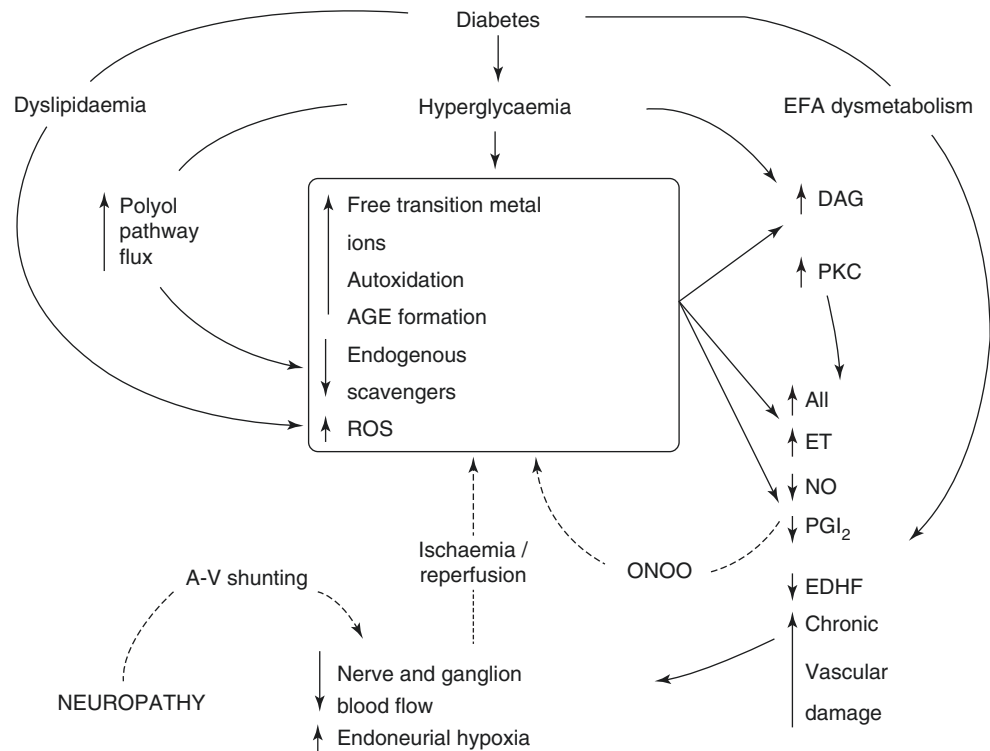 Diabetes
Dyslipidaemia
Hyperglycaemia
EFA dysmetabolism
Polyol
pathway
flux
Free transition metal
ions
Autoxidation
AGE formation
Endogenous
scavengers
ROS
DAG
PKC
AII
ET
NO
PGI₂
EDHF
Chronic
Vascular
damage
Ischaemia /
reperfusion
ONOO
A-V shunting
NEUROPATHY
Nerve and ganglion
blood flow
Endoneurial hypoxia